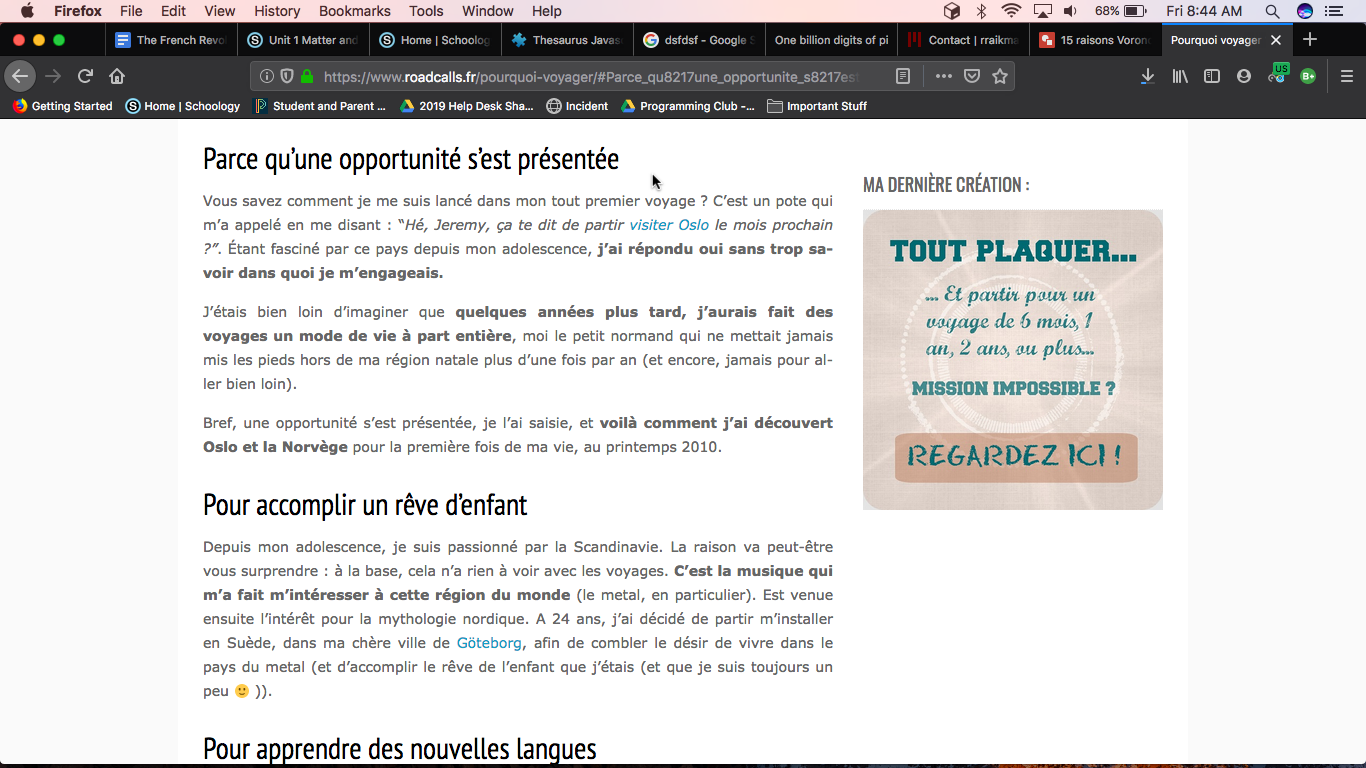 Firefox File Edit View History Bookmarks Tools Window Help 68% Fri 8:44 AM
The French Revo Unit 1 Matter and Home | Schoolog Thesaurus Javas dsfdsf - Google S One billion digits of pi Contact | rraikma 15 raisons Voron Pourquoi voyager
https://www.roadcalls.fr/pourquoi-voyager/#Parce_qu8217une_opportunite_s8217est US B+
Getting Started Home | Schoology Student and Parent ... 2019 Help Desk Sha... Incident Programming Club -... Important Stuff
Parce qu’une opportunité s’est présentée
Vous savez comment je me suis lancé dans mon tout premier voyage ? C’est un pote qui
m’a appelé en me disant : “Hé, Jeremy, ça te dit de partir visiter Oslo le mois prochain
?”. Étant fasciné par ce pays depuis mon adolescence, j’ai répondu oui sans trop sa-
voir dans quoi je m’engageais.
J’étais bien loin d’imaginer que quelques années plus tard, j’aurais fait des
voyages un mode de vie à part entière, moi le petit normand qui ne mettait jamais
mis les pieds hors de ma région natale plus d’une fois par an (et encore, jamais pour al-
ler bien loin).
Bref, une opportunité s’est présentée, je l’ai saisie, et voilà comment j’ai découvert
Oslo et la Norvège pour la première fois de ma vie, au printemps 2010.
Pour accomplir un rêve d’enfant
Depuis mon adolescence, je suis passionné par la Scandinavie. La raison va peut-être
vous surprendre : à la base, cela n’a rien à voir avec les voyages. C’est la musique qui
m’a fait m’intéresser à cette région du monde (le metal, en particulier). Est venue
ensuite l’intérêt pour la mythologie nordique. A 24 ans, j’ai décidé de partir m’installer
en Suède, dans ma chère ville de Göteborg, afin de combler le désir de vivre dans le
pays du metal (et d’accomplir le rêve de l’enfant que j’étais (et que je suis toujours un
peu 🙂 )).
Pour apprendre des nouvelles langues
MA DERNIÈRE CRÉATION :
TOUT PLAQUER...
... Et partir pour un
voyage de 6 mois, 1
an, 2 ans, ou plus...
MISSION IMPOSSIBLE ?
REGARDEZ ICI !